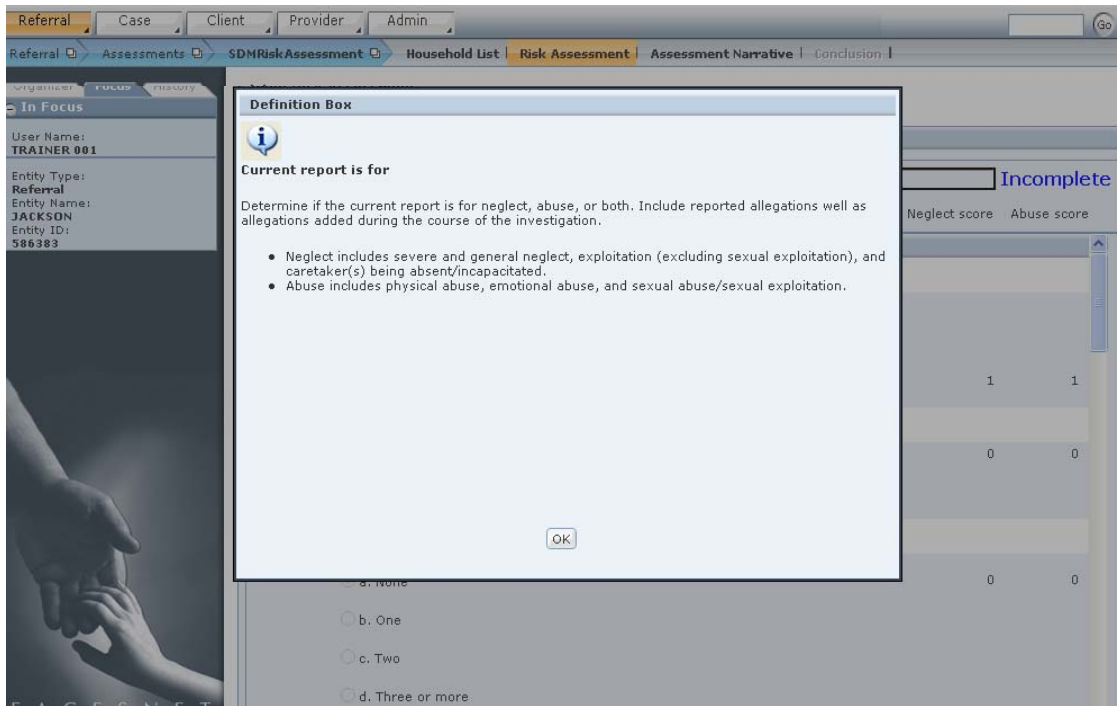 Referral Case Client Provider Admin
Go
Referral Assessments SDMRiskAssessment Household List | Risk Assessment | Assessment Narrative | Conclusion |
Organizer Focus History
In Focus
User Name:
TRAINER 001
Entity Type:
Referral
Entity Name:
JACKSON
Entity ID:
586383
Definition Box
Current report is for
Determine if the current report is for neglect, abuse, or both. Include reported allegations well as
allegations added during the course of the investigation.
• Neglect includes severe and general neglect, exploitation (excluding sexual exploitation), and
caretaker(s) being absent/incapacitated.
• Abuse includes physical abuse, emotional abuse, and sexual abuse/sexual exploitation.
OK
Incomplete
Neglect score Abuse score
1 1
0 0
a. None 0 0
b. One
c. Two
d. Three or more
F A C E S . N E T